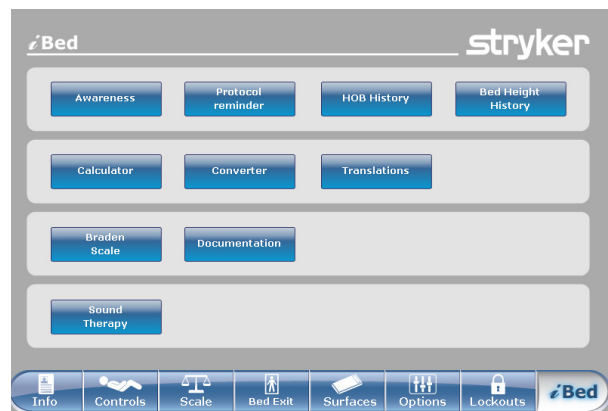 iBed
stryker
Awareness
Protocol
reminder
HOB History
Bed Height
History
Calculator
Converter
Translations
Braden
Scale
Documentation
Sound
Therapy
Info
Controls
Scale
Bed Exit
Surfaces
Options
Lockouts
iBed